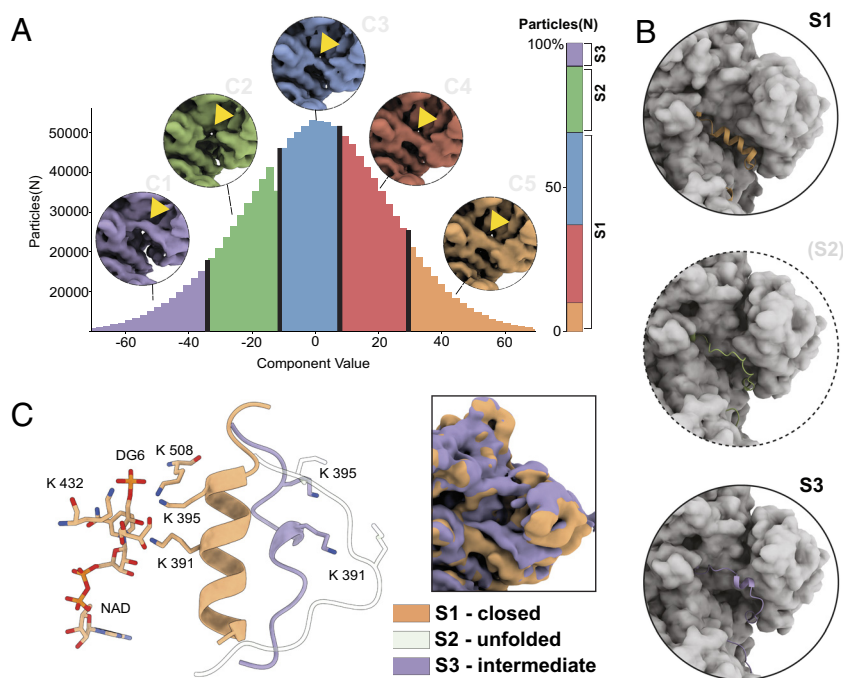 A
C1
C2
C3
C4
C5
Particles(N)
50000
40000
30000
20000
20000
-60
-40
-20
0
20
40
60
Component Value
Particles(N)
100%
50
0
S3
S2
S1
B
S1
(S2)
S3
C
DG6
K 508
K 432
K 395
K 391
NAD
K 395
K 391
S1 - closed
S2 - unfolded
S3 - intermediate